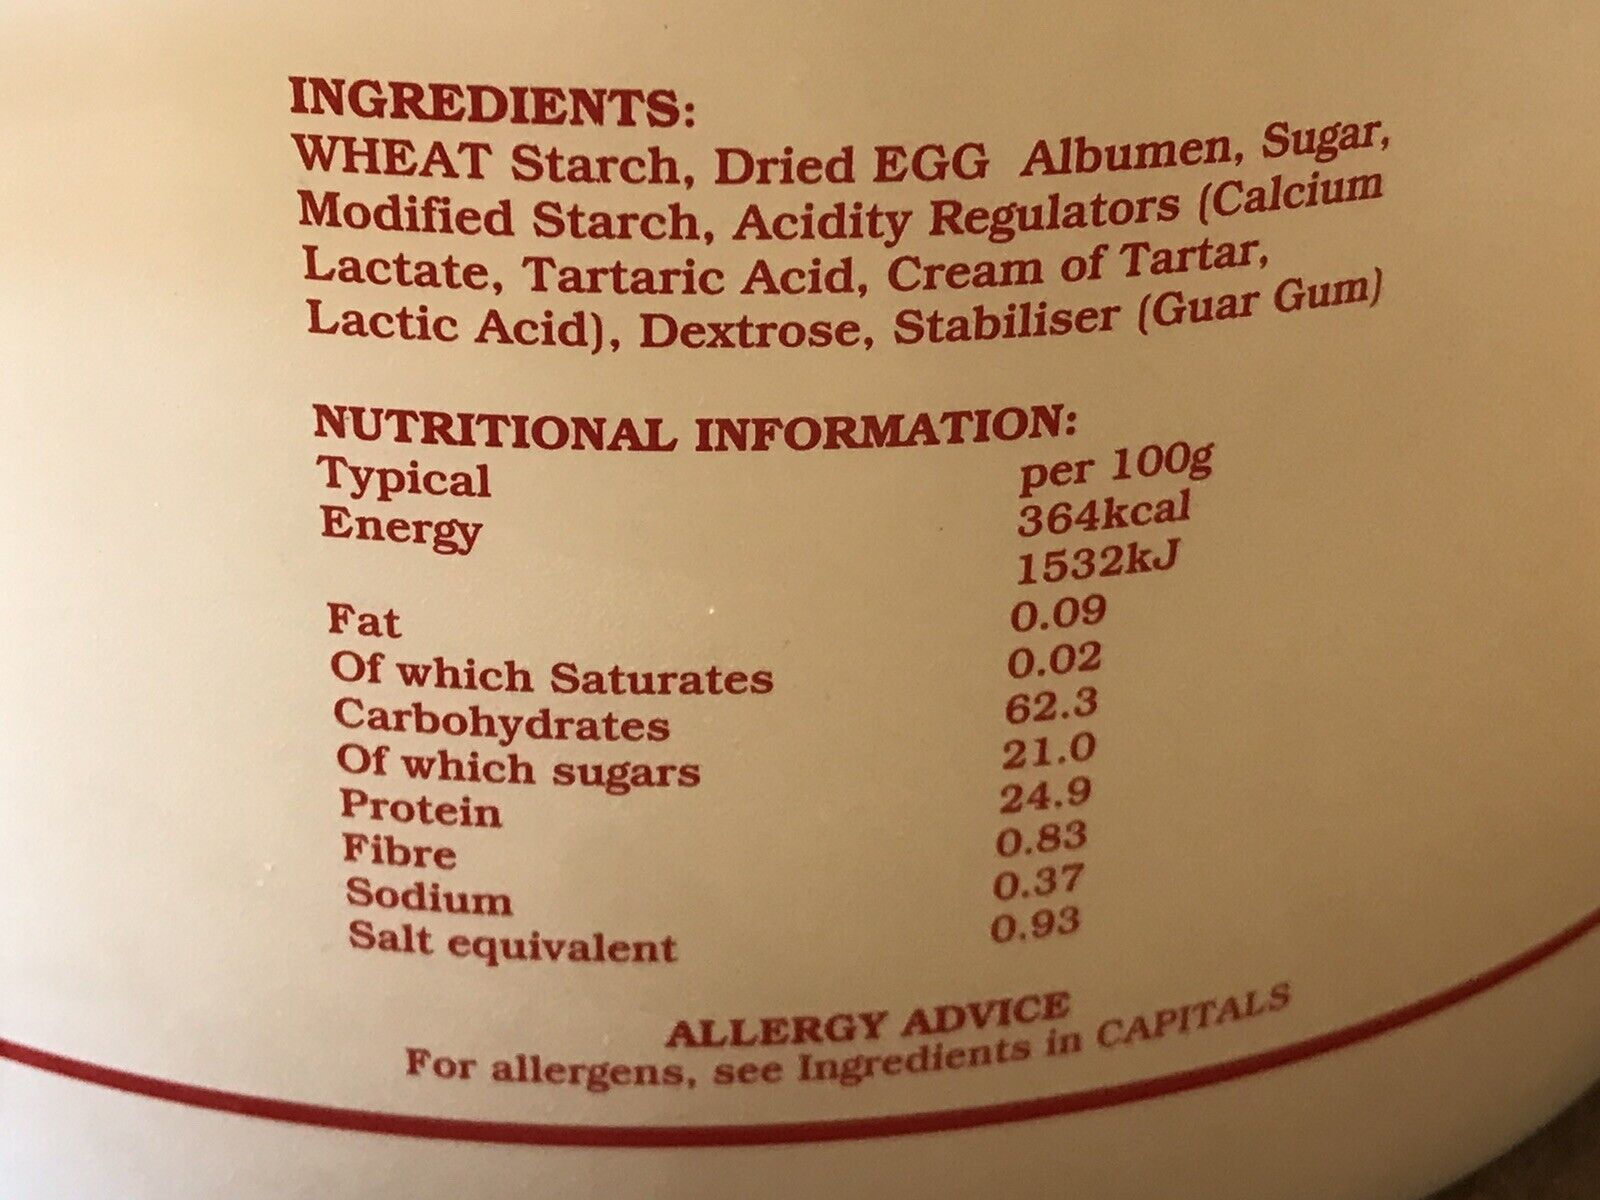 INGREDIENTS:
WHEAT Starch, Dried EGG Albumen, Sugar,
Modified Starch, Acidity Regulators (Calcium
Lactate, Tartaric Acid, Cream of Tartar,
Lactic Acid), Dextrose, Stabiliser (Guar Gum)
NUTRITIONAL INFORMATION:
Typical per 100g
Energy 364kcal
1532kJ
Fat 0.09
Of which Saturates 0.02
Carbohydrates 62.3
Of which sugars 21.0
Protein 24.9
Fibre 0.83
Sodium 0.37
Salt equivalent 0.93
ALLERGY ADVICE
For allergens, see Ingredients in CAPITALS